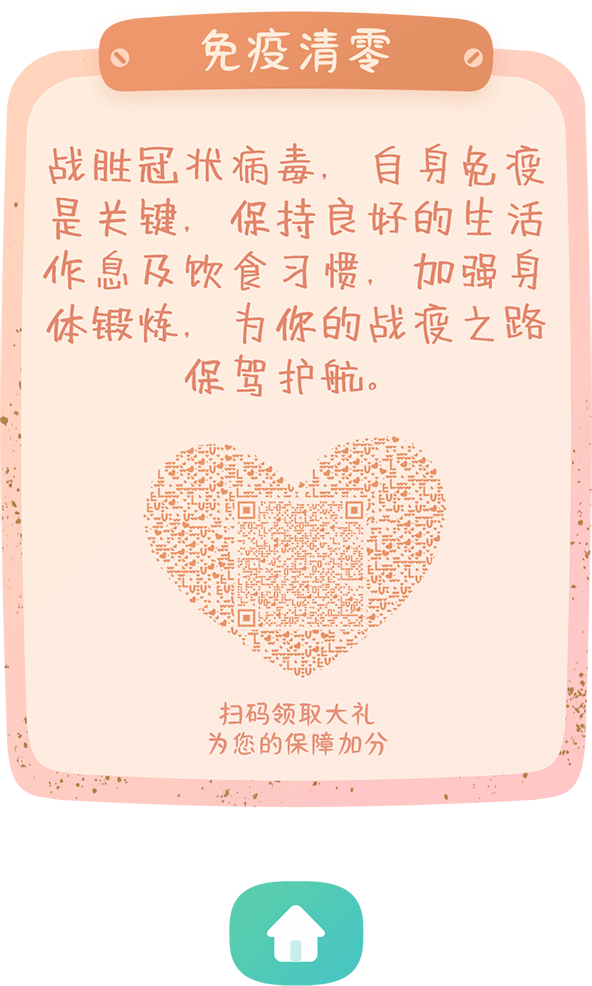 免疫清零
战胜冠状病毒，自身免疫
是关键，保持良好的生活
作息及饮食习惯，加强身
体锻炼，为你的战疫之路
保驾护航。
扫码领取大礼
为您的保障加分